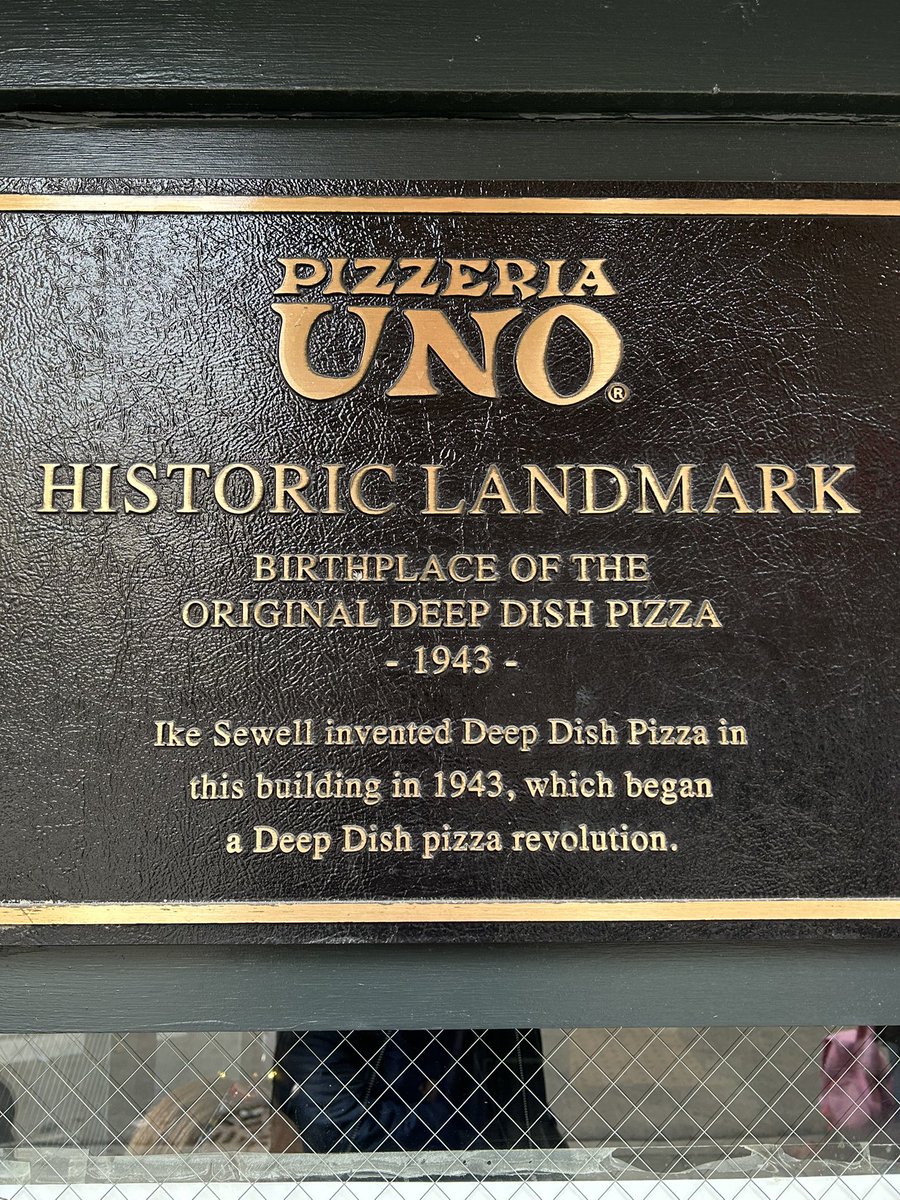 PIZZERIA
UNO®
HISTORIC LANDMARK
BIRTHPLACE OF THE
ORIGINAL DEEP DISH PIZZA
- 1943 -
Ike Sewell invented Deep Dish Pizza in
this building in 1943, which began
a Deep Dish pizza revolution.